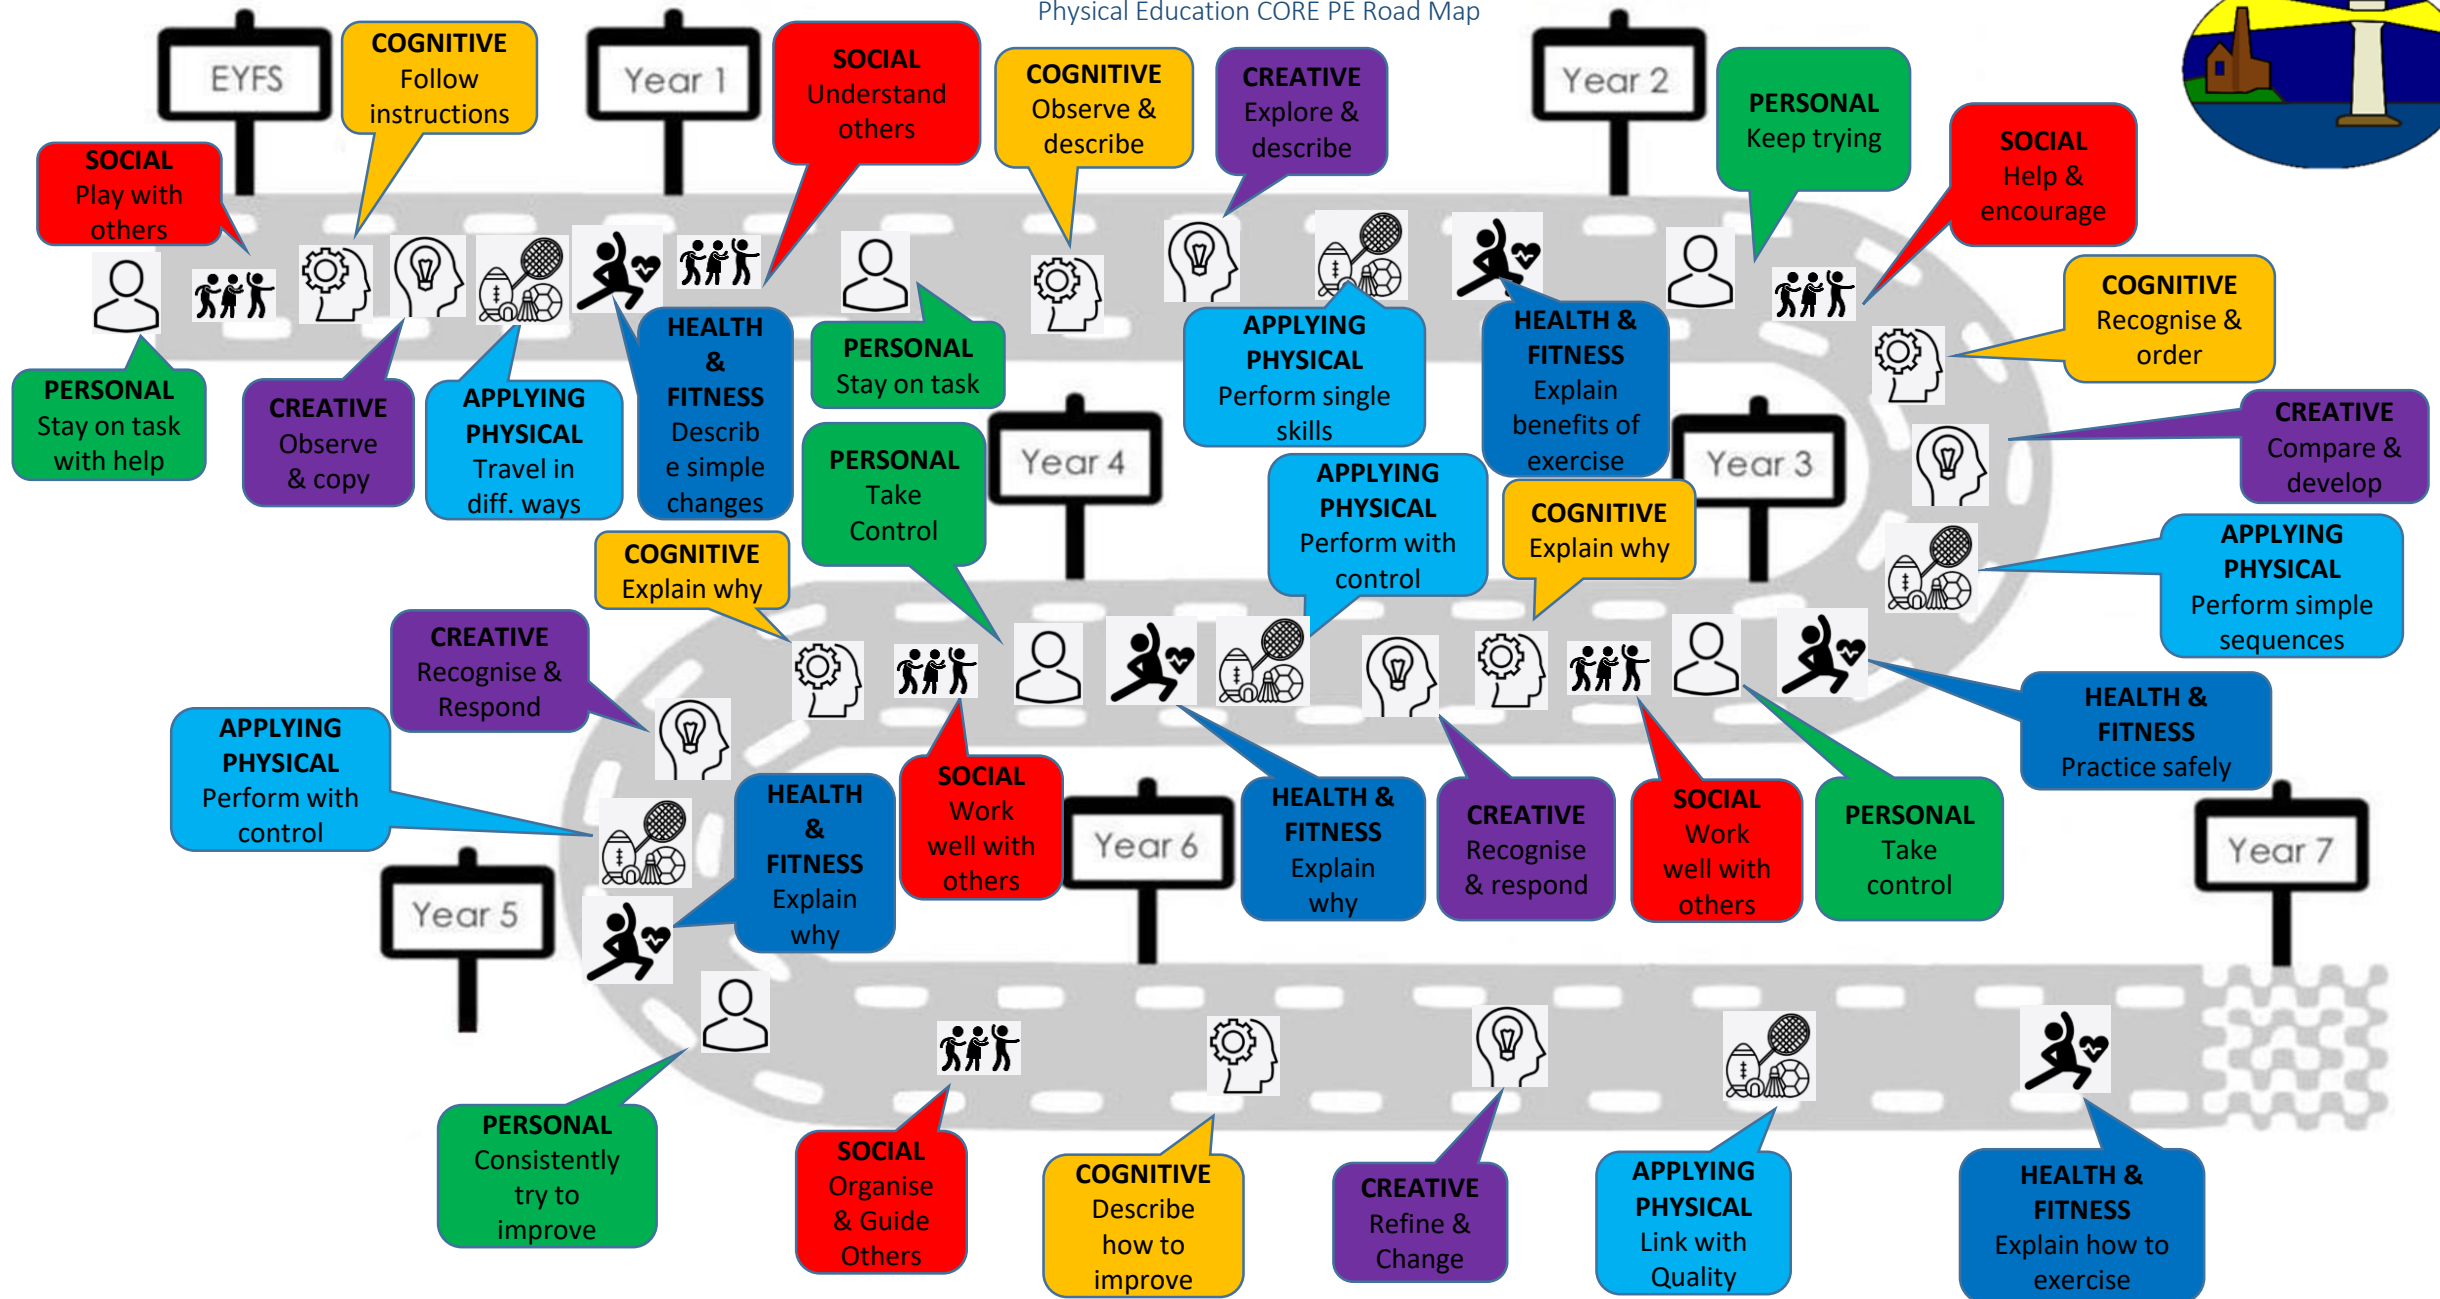 Physical Education CORE PE Road Map
EYFS
COGNITIVE
Follow
instructions
Year 1
SOCIAL
Understand
others
COGNITIVE
Observe &
describe
CREATIVE
Explore &
describe
Year 2
PERSONAL
Keep trying
SOCIAL
Help &
encourage
SOCIAL
Play with
others
COGNITIVE
Recognise &
order
PERSONAL
Stay on task
with help
CREATIVE
Observe
& copy
APPLYING
PHYSICAL
Travel in
diff. ways
HEALTH
&
FITNESS
Describ
e simple
changes
PERSONAL
Stay on task
APPLYING
PHYSICAL
Perform single
skills
HEALTH &
FITNESS
Explain
benefits of
exercise
CREATIVE
Compare &
develop
PERSONAL
Take
Control
Year 4
APPLYING
PHYSICAL
Perform with
control
COGNITIVE
Explain why
Year 3
APPLYING
PHYSICAL
Perform simple
sequences
COGNITIVE
Explain why
CREATIVE
Recognise &
Respond
HEALTH &
FITNESS
Practice safely
APPLYING
PHYSICAL
Perform with
control
HEALTH
&
FITNESS
Explain
why
SOCIAL
Work
well with
others
Year 6
HEALTH &
FITNESS
Explain
why
CREATIVE
Recognise
& respond
SOCIAL
Work
well with
others
PERSONAL
Take
control
Year 7
Year 5
PERSONAL
Consistently
try to
improve
SOCIAL
Organise
& Guide
Others
COGNITIVE
Describe
how to
improve
CREATIVE
Refine &
Change
APPLYING
PHYSICAL
Link with
Quality
HEALTH &
FITNESS
Explain how to
exercise